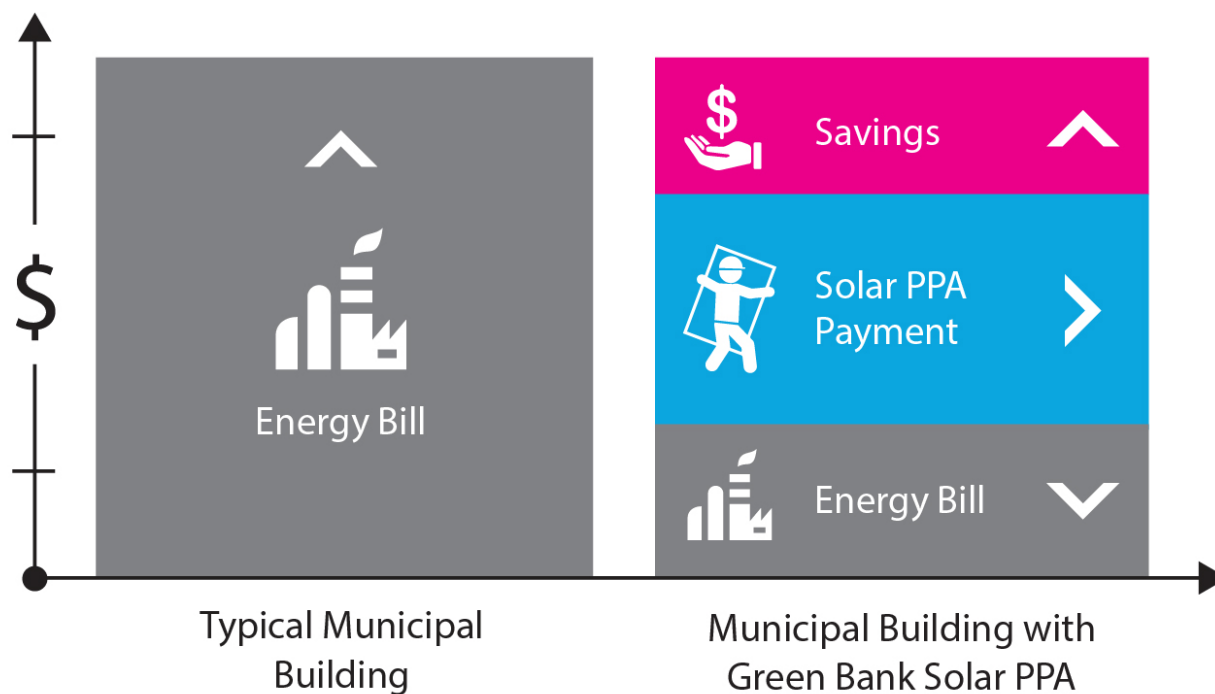 $
Energy Bill
$
Savings
Solar PPA
Payment
Energy Bill
Typical Municipal
Building
Municipal Building with
Green Bank Solar PPA